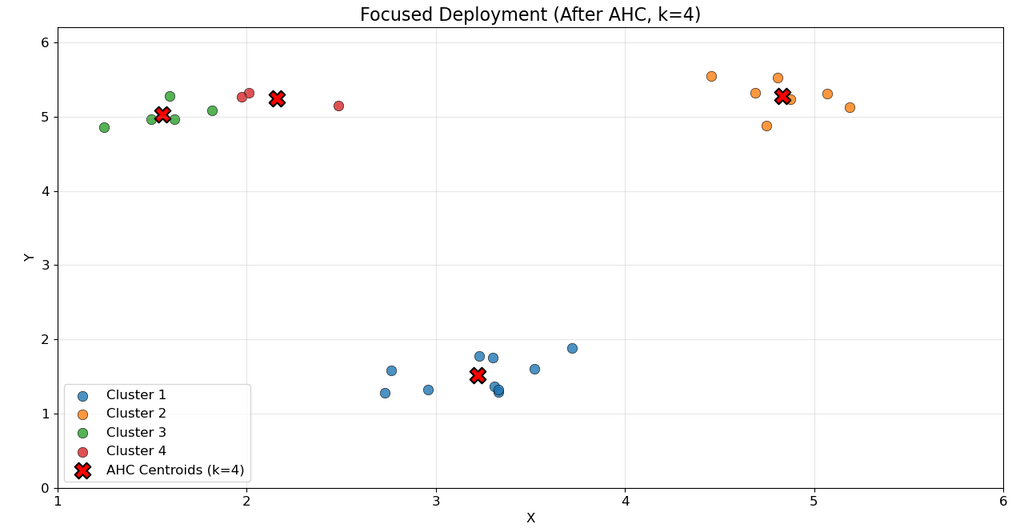 Focused Deployment (After AHC, k=4)
6
5
4
3
2
1
0
Y
Cluster 1
Cluster 2
Cluster 3
Cluster 4
AHC Centroids (k=4)
1 2 3 4 5 6
X